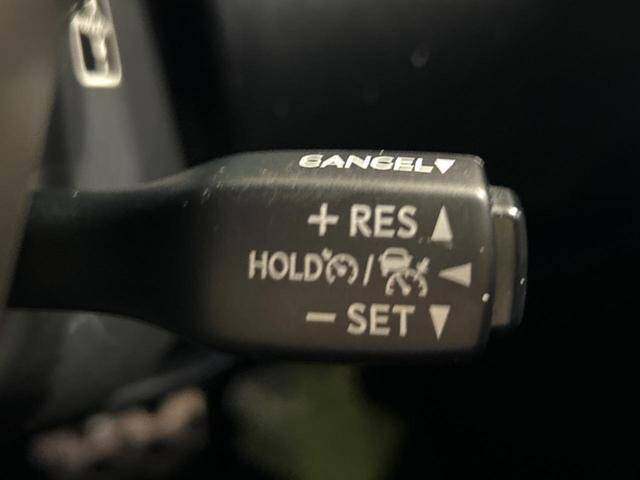 CANCEL▼
+ RES ▲
HOLD / ◀
− SET ▼